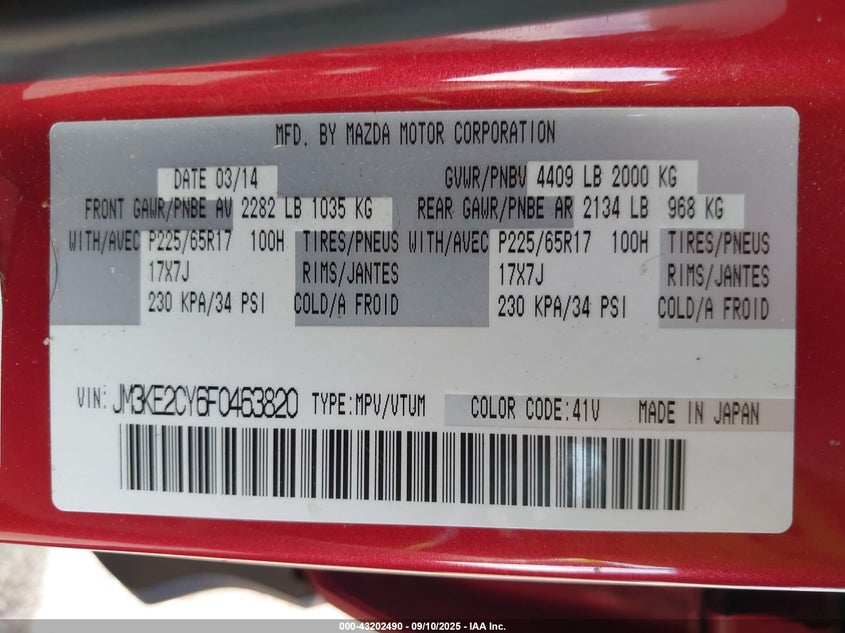 MFD. BY MAZDA MOTOR CORPORATION
DATE 03/14 GVWR/PNBV 4409 LB 2000 KG
FRONT GAWR/PNBE AV 2282 LB 1035 KG REAR GAWR/PNBE AR 2134 LB 968 KG
WITH/AVEC P225/65R17 100H TIRES/PNEUS WITH/AVEC P225/65R17 100H TIRES/PNEUS
17X7J RIMS/JANTES 17X7J RIMS/JANTES
230 KPA/34 PSI COLD/A FROID 230 KPA/34 PSI COLD/A FROID
VIN: JM3KE2CY6F0463820 TYPE:MPV/VTUM COLOR CODE:41V MADE IN JAPAN
000-43202490 - 09/10/2025 - IAA Inc.